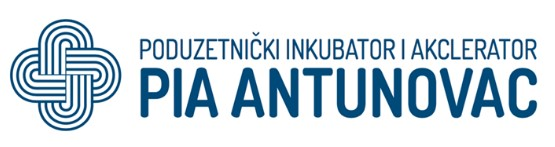 PODUZETNIČKI INKUBATOR I AKCLERATOR
PIA ANTUNOVAC